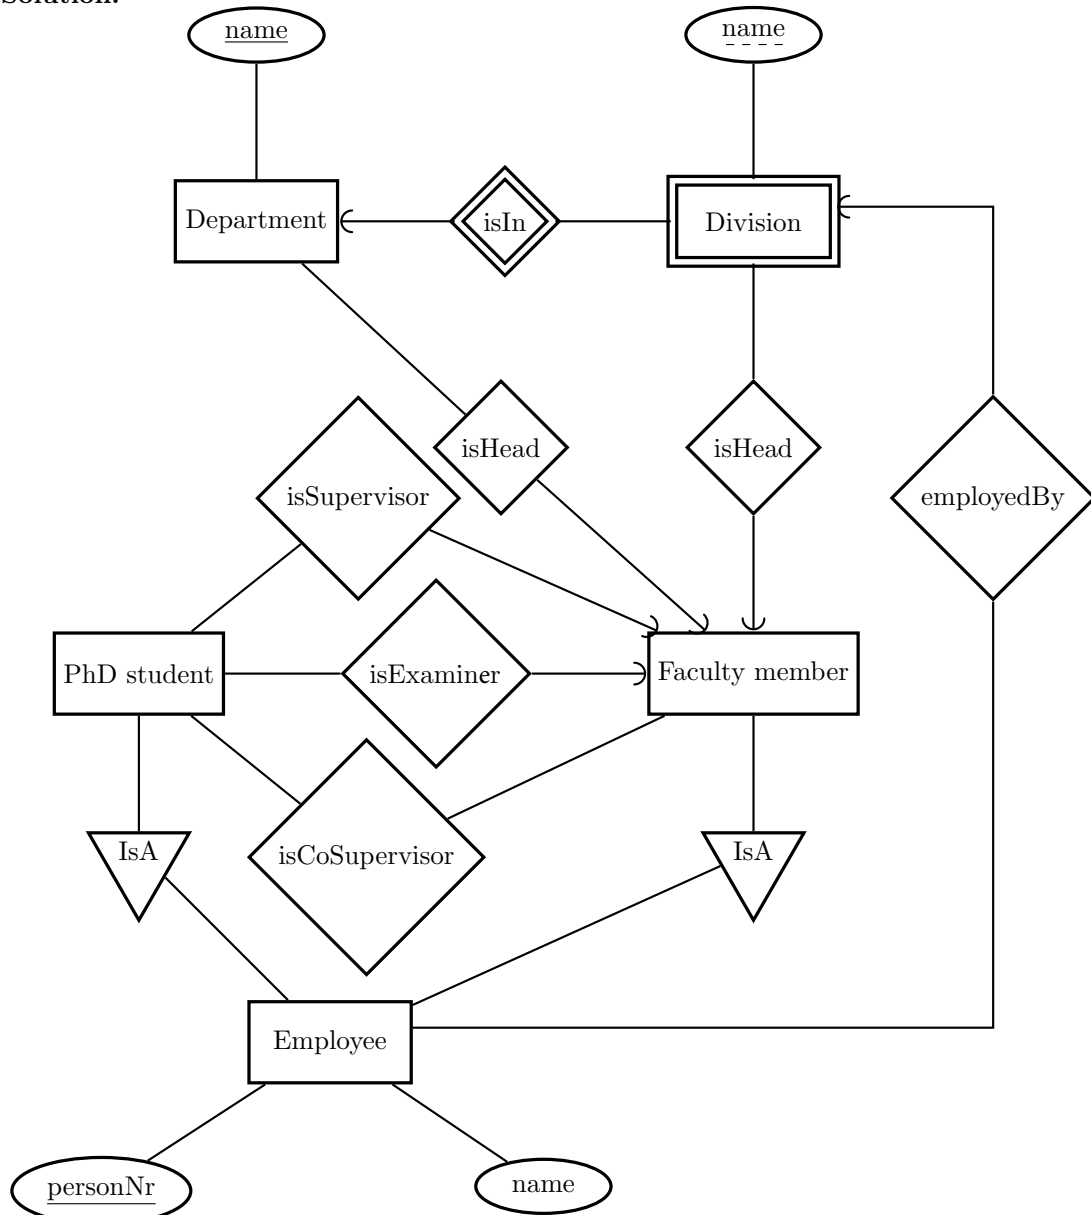 Solution:
name
name
Department
isIn
Division
isHead
isHead
isSupervisor
employedBy
PhD student
isExaminer
Faculty member
IsA
isCoSupervisor
IsA
Employee
personNr
name